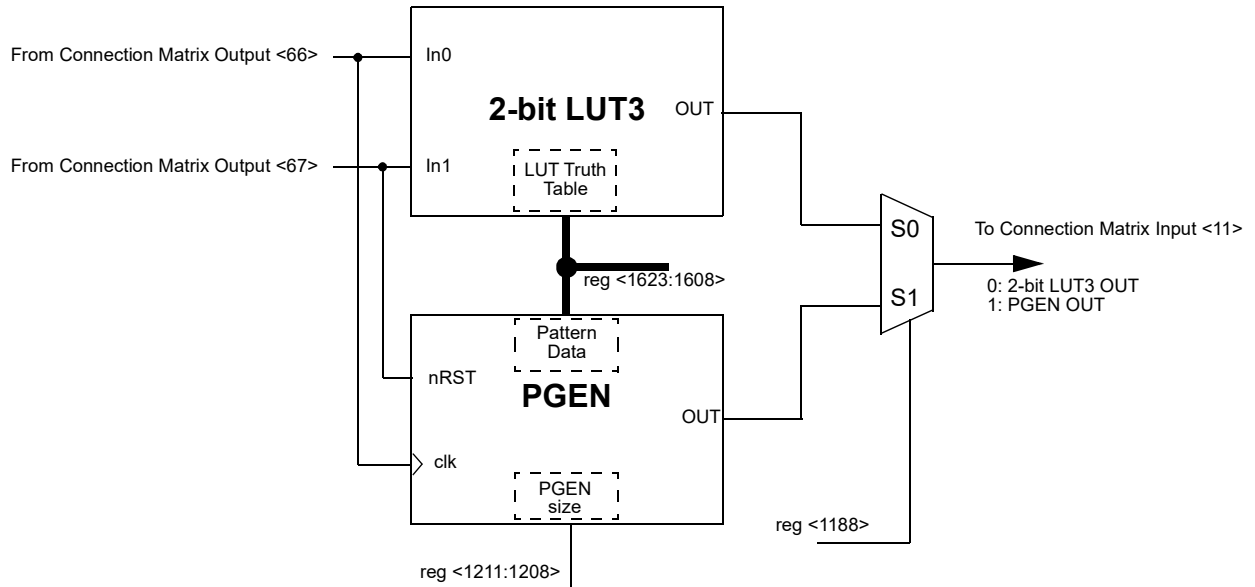 From Connection Matrix Output <66>
In0
2-bit LUT3
OUT
From Connection Matrix Output <67>
In1
LUT Truth
Table
S0
To Connection Matrix Input <11>
reg <1623:1608>
0: 2-bit LUT3 OUT
S1
1: PGEN OUT
Pattern
Data
nRST
PGEN
OUT
clk
PGEN
size
reg <1188>
reg <1211:1208>